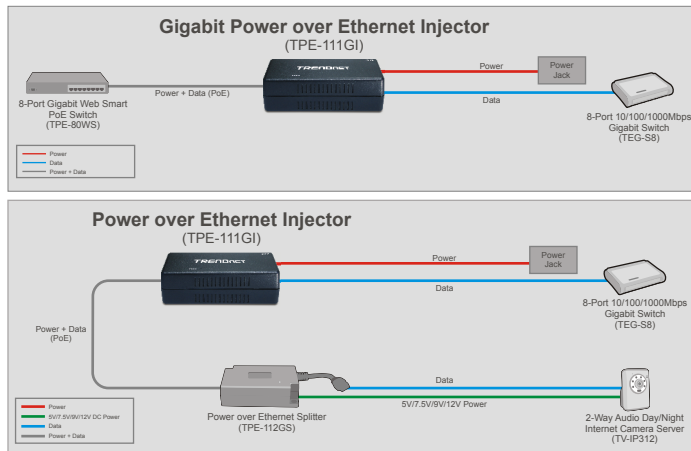 Gigabit Power over Ethernet Injector
(TPE-111GI)
TRENDNET
Power
Power
Jack
Power + Data (PoE)
Data
8-Port Gigabit Web Smart
PoE Switch
(TPE-80WS)
8-Port 10/100/1000Mbps
Gigabit Switch
(TEG-S8)
Power
Data
Power + Data
Power over Ethernet Injector
(TPE-111GI)
TRENDNET
Power
Power
Jack
Data
8-Port 10/100/1000Mbps
Gigabit Switch
(TEG-S8)
Power + Data
(PoE)
Data
5V/7.5V/9V/12V Power
Power over Ethernet Splitter
(TPE-112GS)
2-Way Audio Day/Night
Internet Camera Server
(TV-IP312)
Power
5V/7.5V/9V/12V DC Power
Data
Power + Data